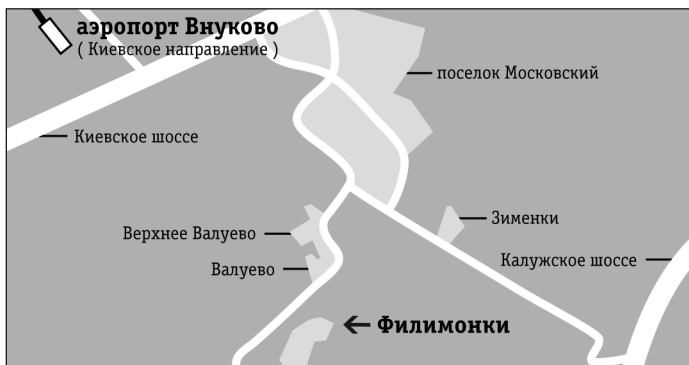 аэропорт Внуково
( Киевское направление )
поселок Московский
Киевское шоссе
Зименки
Верхнее Валуево
Калужское шоссе
Валуево
Филимонки